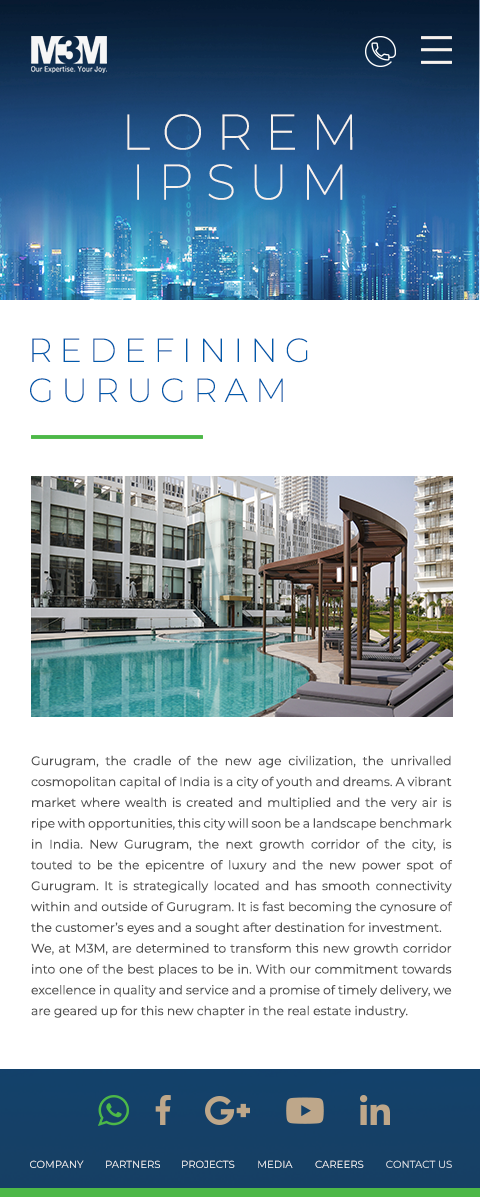 M3M
Our Expertise. Your Joy.
LOREM
IPSUM
REDEFINING
GURUGRAM
Gurugram, the cradle of the new age civilization, the unrivalled
cosmopolitan capital of India is a city of youth and dreams. A vibrant
market where wealth is created and multiplied and the very air is
ripe with opportunities, this city will soon be a landscape benchmark
in India. New Gurugram, the next growth corridor of the city, is
touted to be the epicentre of luxury and the new power spot of
Gurugram. It is strategically located and has smooth connectivity
within and outside of Gurugram. It is fast becoming the cynosure of
the customer’s eyes and a sought after destination for investment.
We, at M3M, are determined to transform this new growth corridor
into one of the best places to be in. With our commitment towards
excellence in quality and service and a promise of timely delivery, we
are geared up for this new chapter in the real estate industry.
f G+ in
COMPANY PARTNERS PROJECTS MEDIA CAREERS CONTACT US